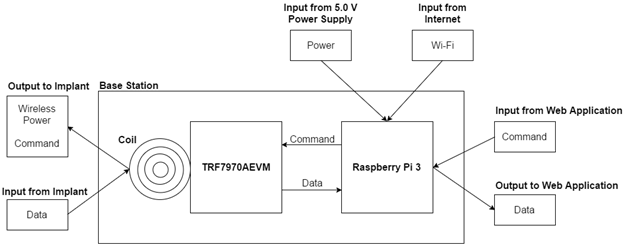 Input from 5.0 V
Power Supply
Power
Input from
Internet
Wi-Fi
Output to Implant
Wireless
Power
Command
Input from Implant
Data
Base Station
Coil
TRF7970AEVM
Command
Data
Raspberry Pi 3
Input from Web Application
Command
Output to Web Application
Data